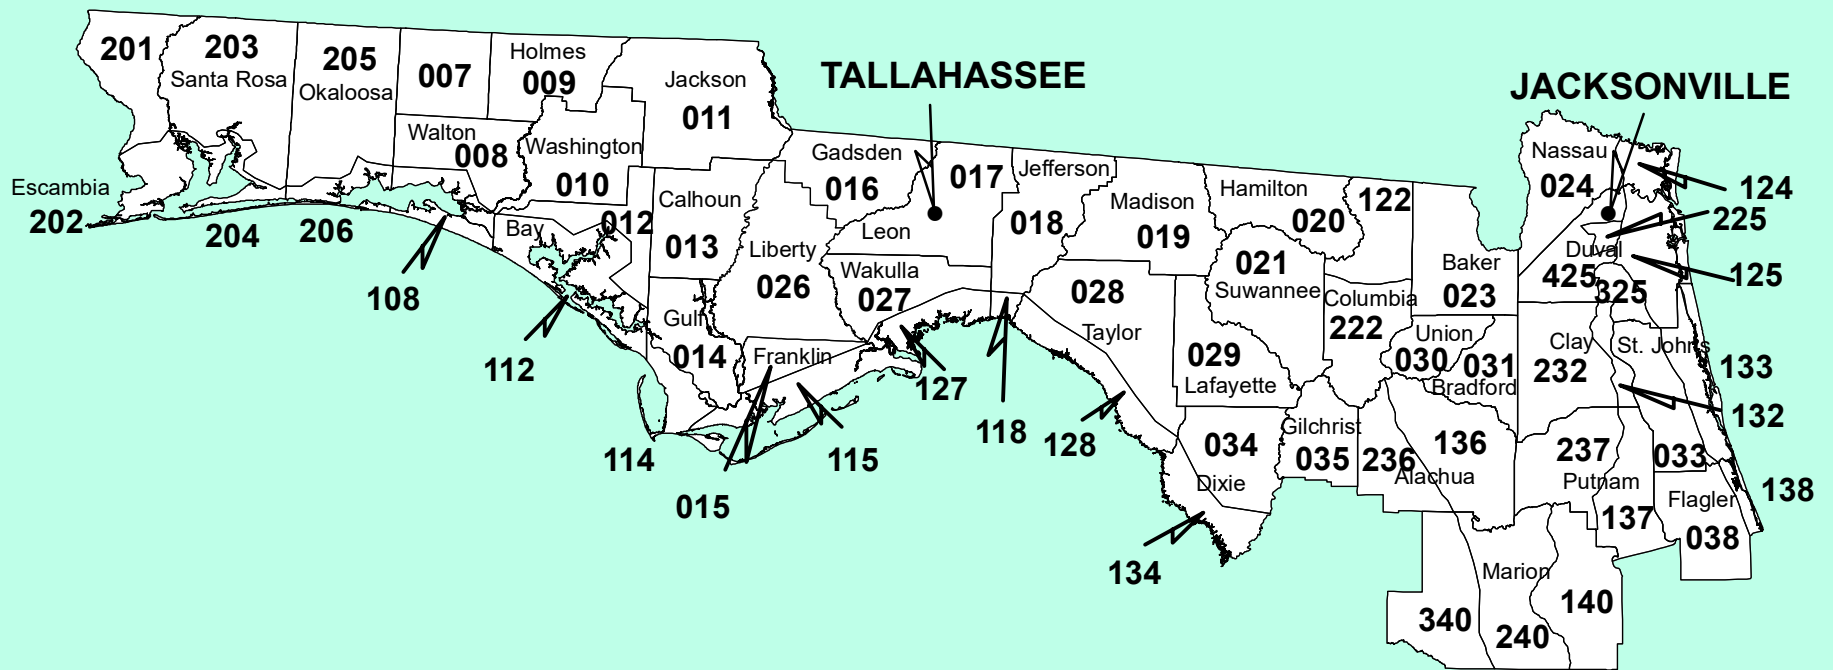 201
203
Santa Rosa
205
Okaloosa
007
Holmes
009
Jackson
011
TALLAHASSEE
JACKSONVILLE
Walton
008
Washington
010
Escambia
202
204
206
108
Bay
012
112
Calhoun
013
Gadsden
016
017
Jefferson
018
Leon
Liberty
026
Wakulla
027
Gulf
014
Franklin
114
015
115
127
118
128
Madison
019
Hamilton
020
122
021
Suwannee
028
Taylor
029
Lafayette
Columbia
222
Baker
023
Union
030
031
Bradford
Nassau
024
124
225
Duval
125
425
325
Clay
232
St. Johns
133
132
034
Dixie
134
Gilchrist
035
236
136
Alachua
237
Putnam
137
033
138
Flagler
038
Marion
340
240
140